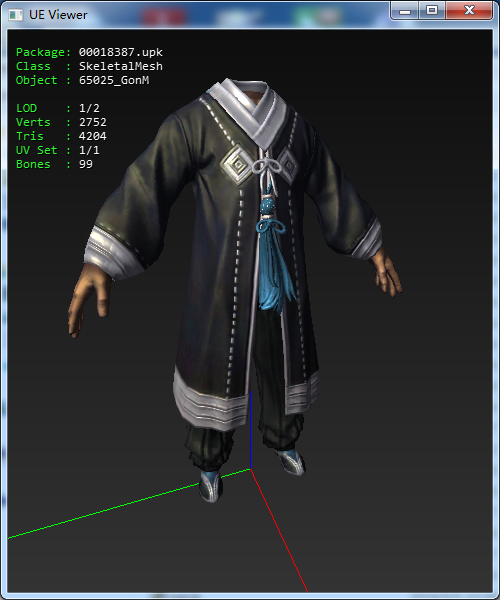 UE Viewer
Package: 00018387.upk
Class : SkeletalMesh
Object : 65025_GonM
LOD : 1/2
Verts : 2752
Tris : 4204
UV Set : 1/1
Bones : 99